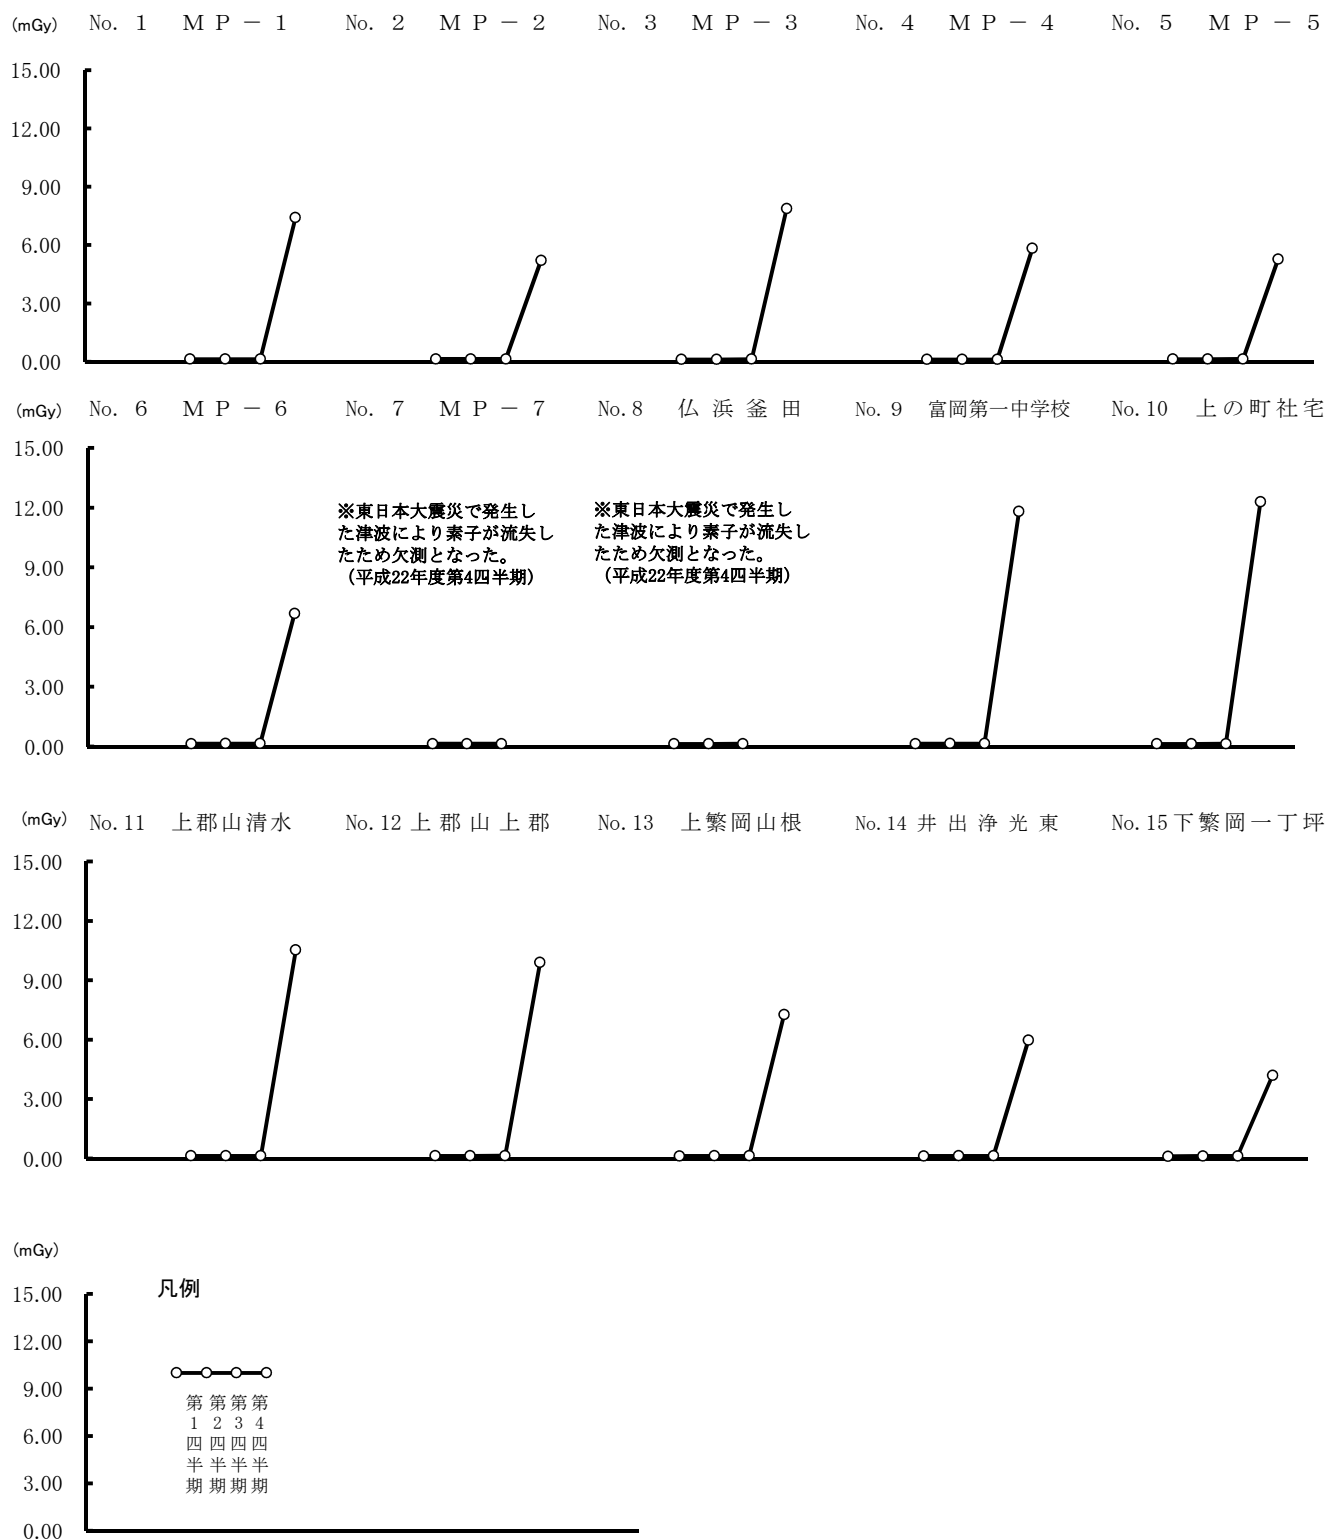 (mGy) No. 1 MP－1 No. 2 MP－2 No. 3 MP－3 No. 4 MP－4 No. 5 MP－5
15.00
12.00
9.00
6.00
3.00
0.00
(mGy) No. 6 MP－6 No. 7 MP－7 No.8 仏浜釜田 No. 9 富岡第一中学校 No.10 上の町社宅
15.00
12.00
9.00
6.00
3.00
0.00
※東日本大震災で発生し
た津波により素子が流失し
たため欠測となった。
（平成22年度第4四半期）
※東日本大震災で発生し
た津波により素子が流失し
たため欠測となった。
（平成22年度第4四半期）
(mGy) No.11 上郡山清水 No.12 上郡山上郡 No.13 上繁岡山根 No.14 井出浄光東 No.15 下繁岡一丁坪
15.00
12.00
9.00
6.00
3.00
0.00
(mGy)
15.00
12.00
9.00
6.00
3.00
0.00
凡例
第1四半期
第2四半期
第3四半期
第4四半期